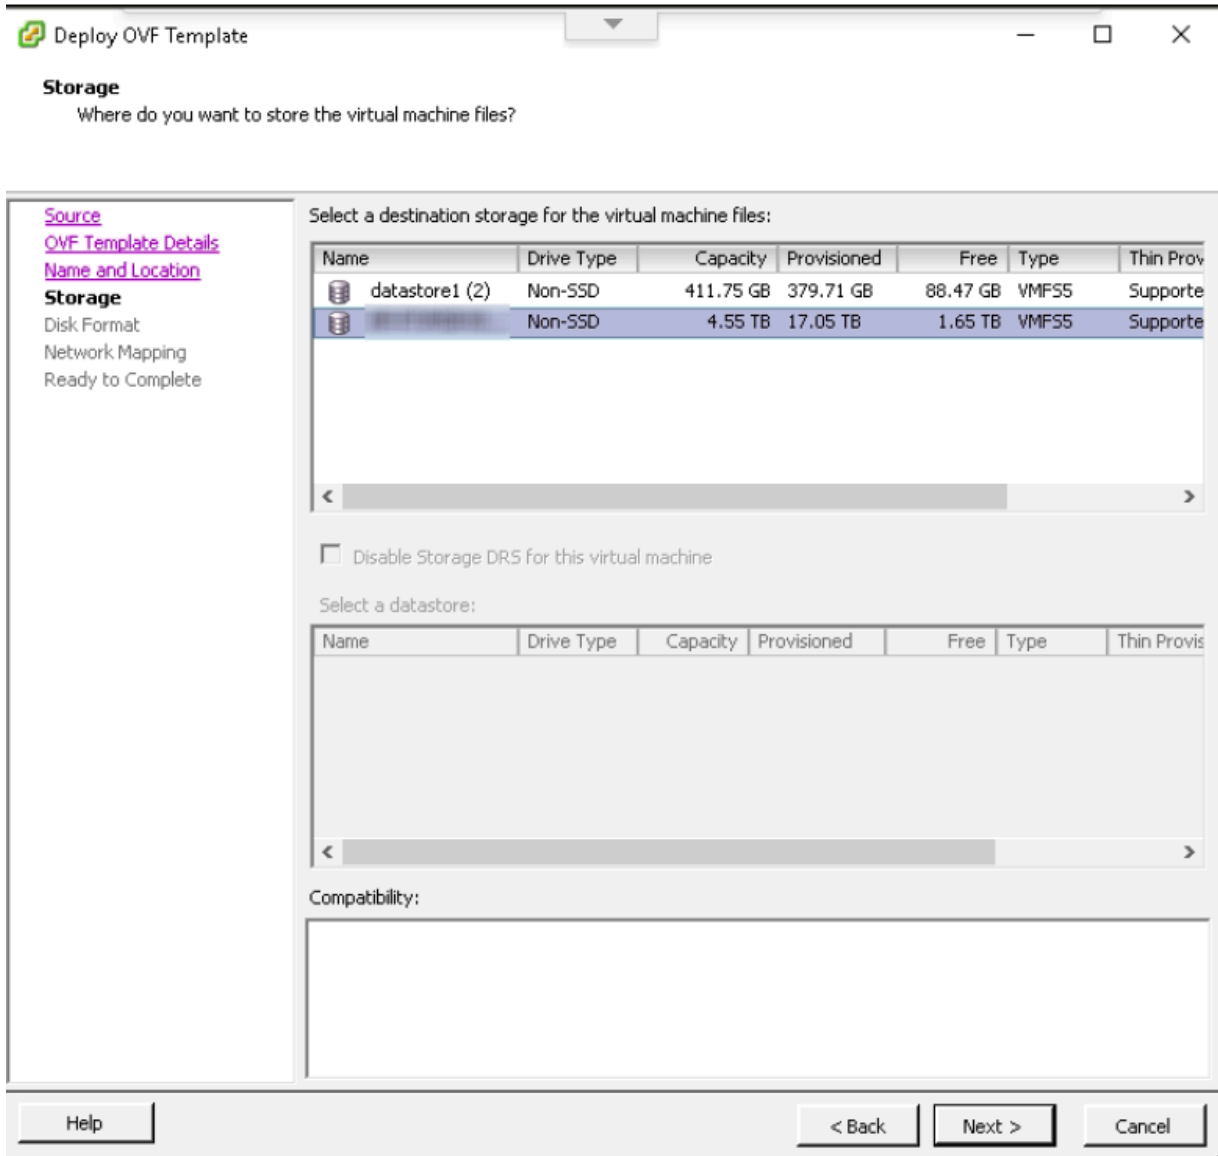 Deploy OVF Template
Storage
Where do you want to store the virtual machine files?
Source
OVF Template Details
Name and Location
Storage
Disk Format
Network Mapping
Ready to Complete
Select a destination storage for the virtual machine files:
Name Drive Type Capacity Provisioned Free Type Thin Prov
datastore1 (2) Non-SSD 411.75 GB 379.71 GB 88.47 GB VMFS5 Supporte
Non-SSD 4.55 TB 17.05 TB 1.65 TB VMFS5 Supporte
Disable Storage DRS for this virtual machine
Select a datastore:
Name Drive Type Capacity Provisioned Free Type Thin Provis
Compatibility:
Help < Back Next > Cancel